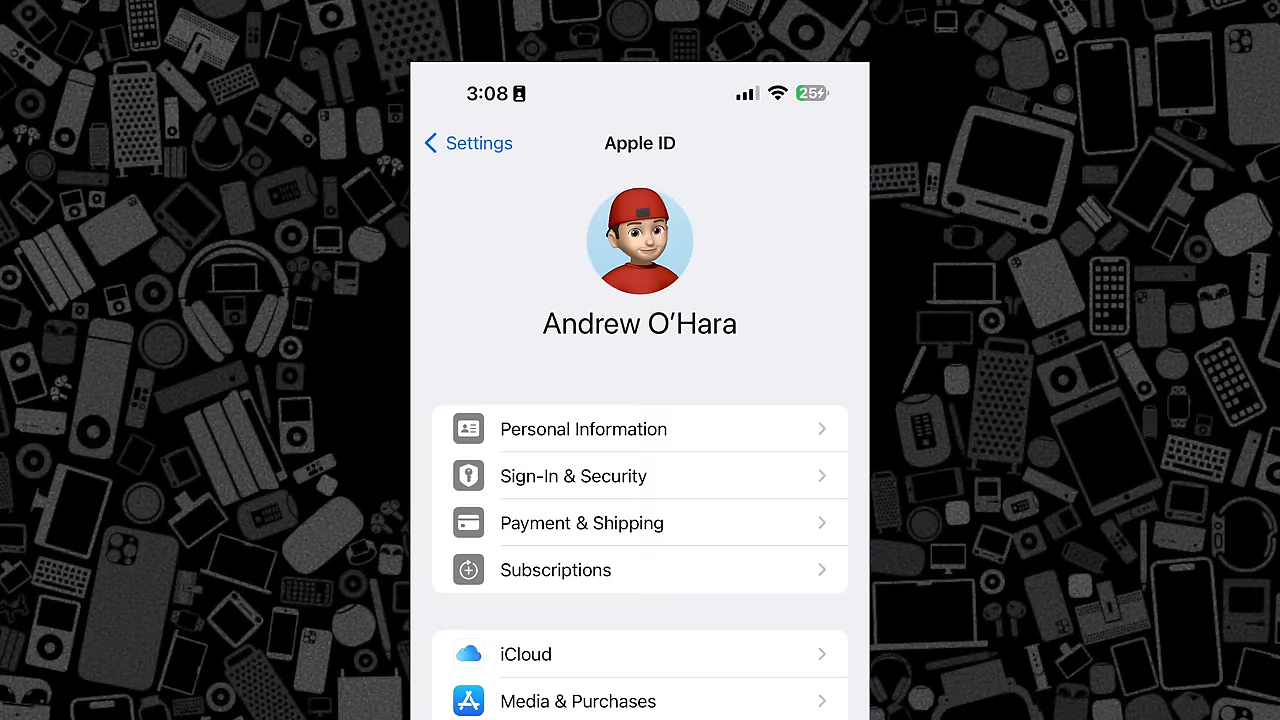 3:08 25
Settings Apple ID
Andrew O’Hara
Personal Information
Sign-In & Security
Payment & Shipping
Subscriptions
iCloud
Media & Purchases